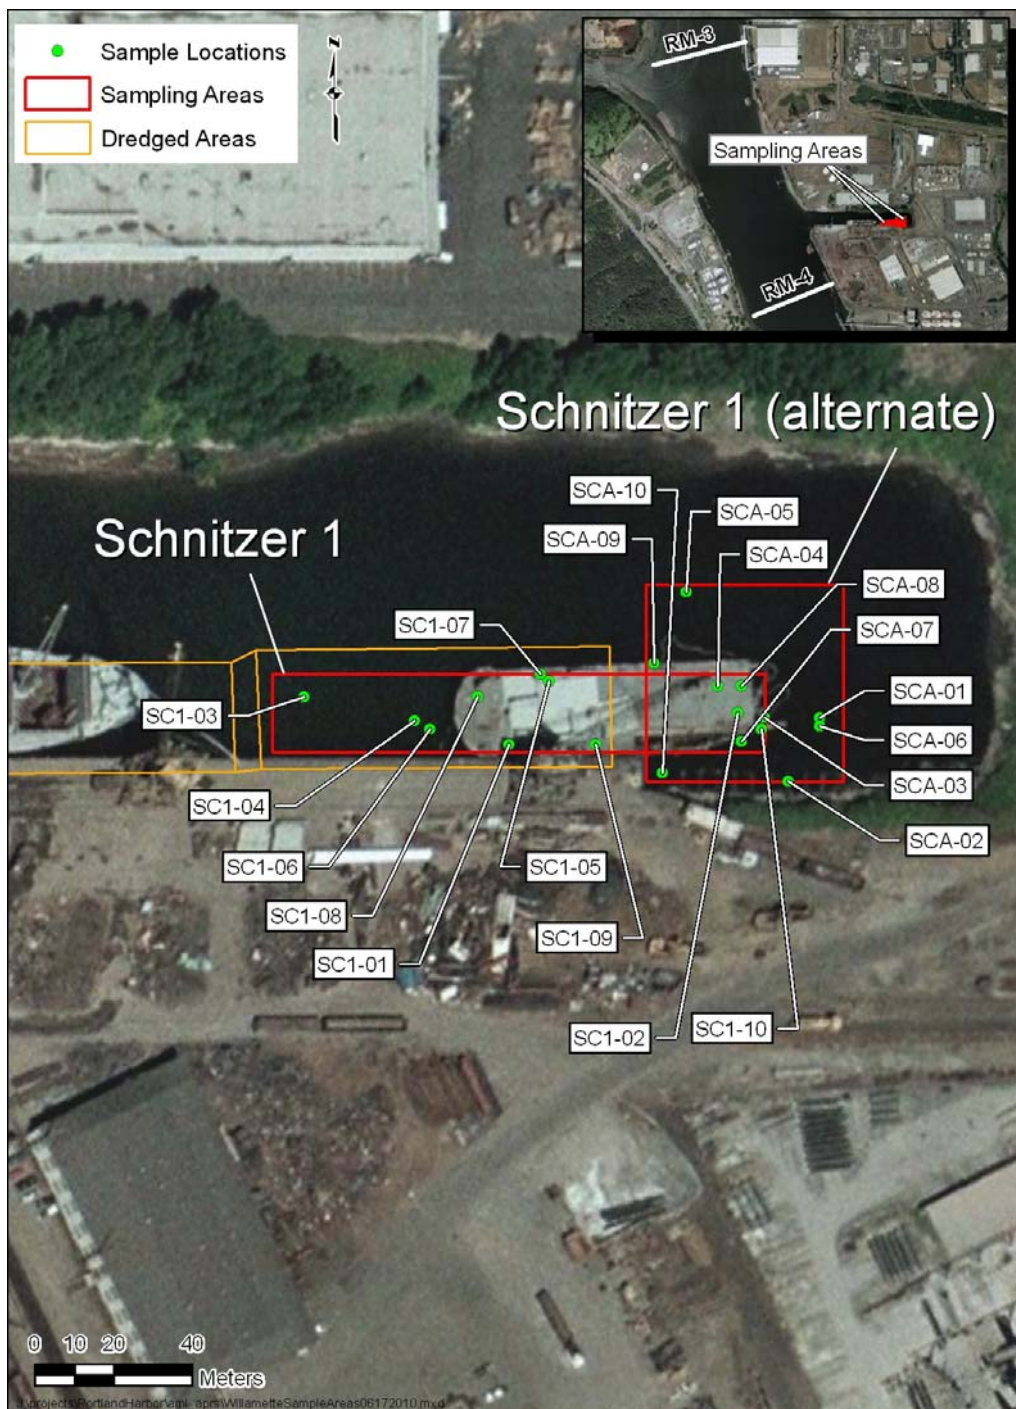 Sample Locations
Sampling Areas
Dredged Areas
N
RM-3
Sampling Areas
RM-4
Schnitzer 1 (alternate)
SCA-10
SCA-05
SCA-09
SCA-04
Schnitzer 1
SCA-08
SC1-07
SCA-07
SCA-01
SC1-03
SCA-06
SCA-03
SC1-04
SCA-02
SC1-06
SC1-05
SC1-08
SC1-09
SC1-01
SC1-02
SC1-10
0 10 20 40
Meters